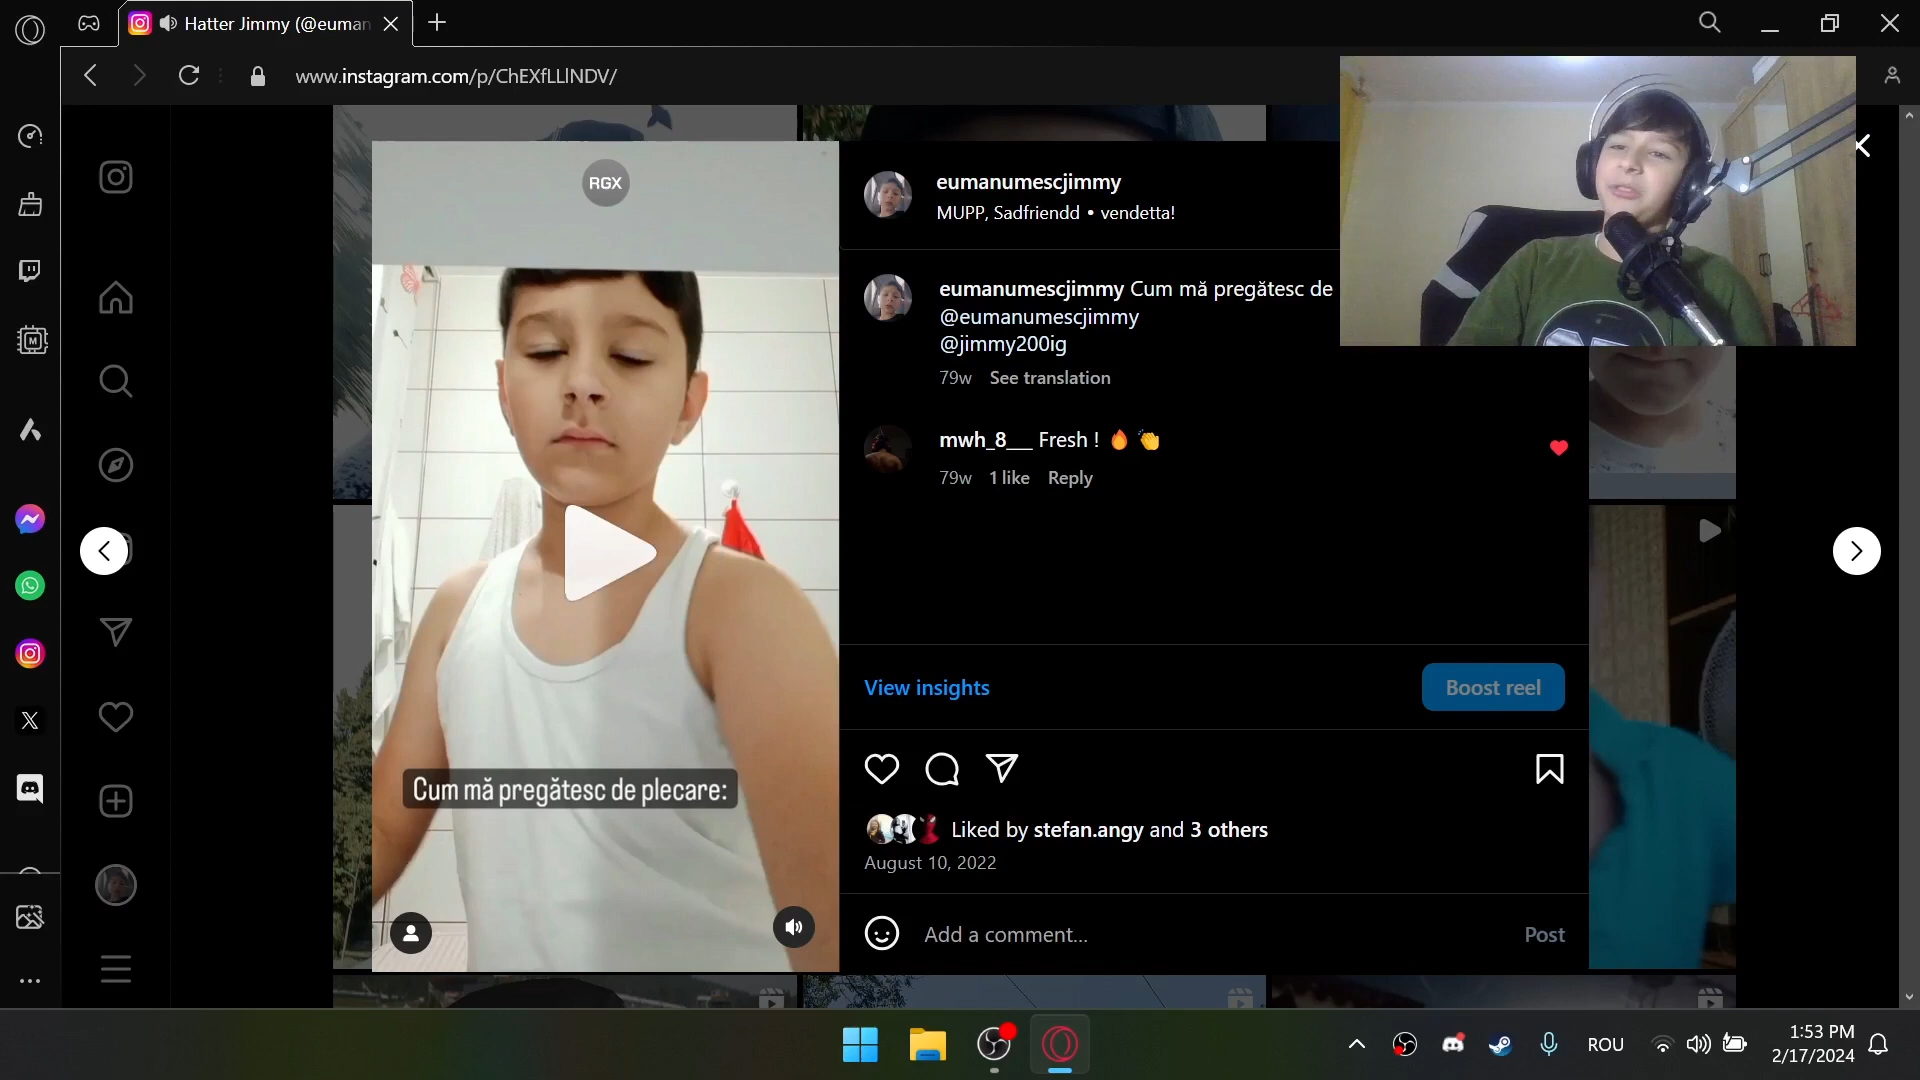 Hatter Jimmy (@euman
www.instagram.com/p/ChEXfLLlNDV/
RGX
eumanumescjimmy
MUPP, Sadfriendd • vendetta!
eumanumescjimmy Cum mă pregătesc de
@eumanumescjimmy
@jimmy200ig
79w See translation
mwh_8___ Fresh ! 🔥 👏
79w 1 like Reply
Cum mă pregătesc de plecare:
View insights
Boost reel
Liked by stefan.angy and 3 others
August 10, 2022
Add a comment...
Post
ROU
1:53 PM
2/17/2024